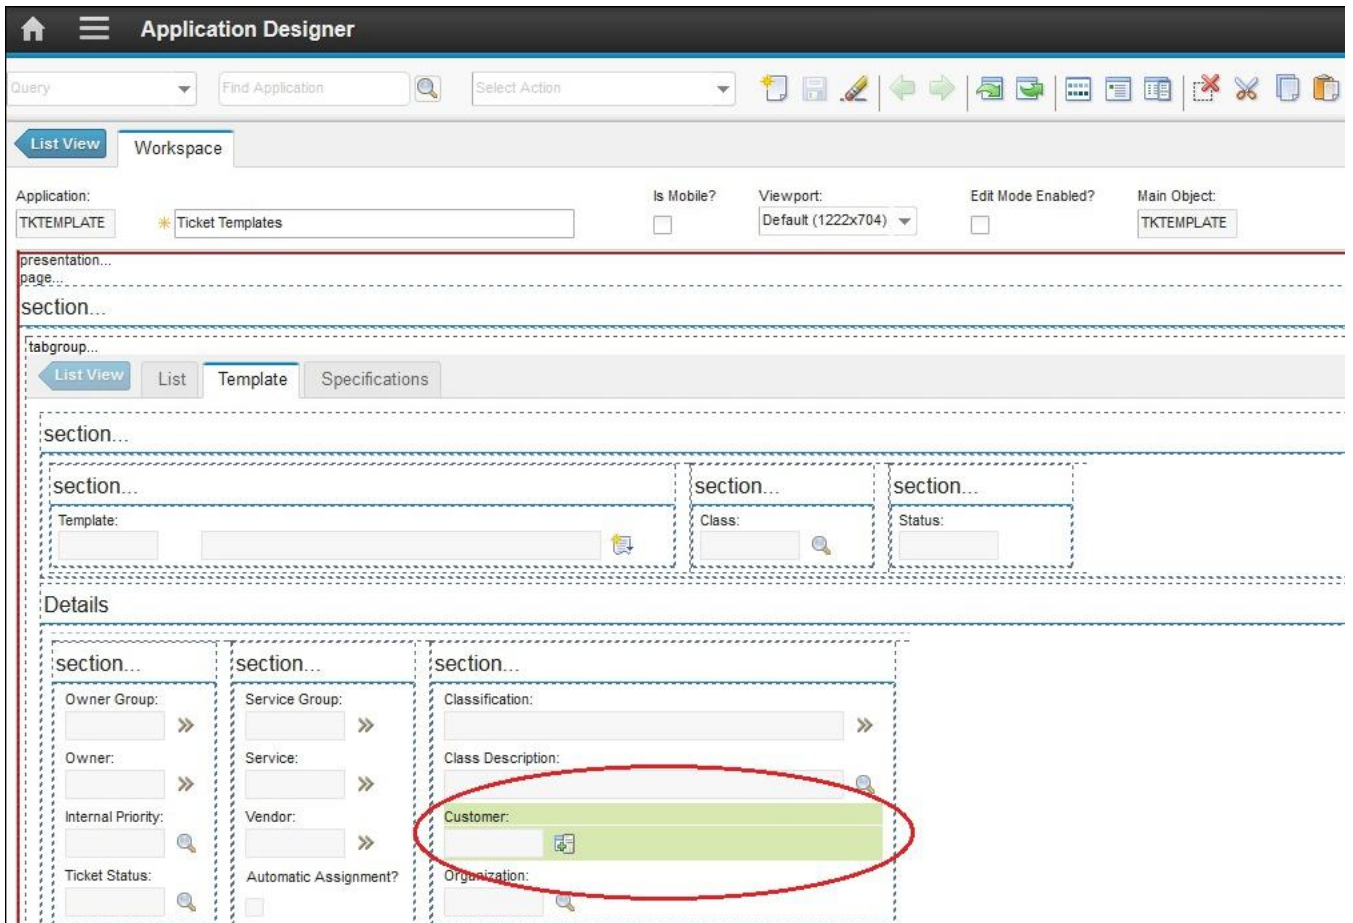 Application Designer
Query
Find Application
Select Action
List View
Workspace
Application:
Is Mobile?
Viewport:
Edit Mode Enabled?
Main Object:
TKTEMPLATE
Ticket Templates
Default (1222x704)
TKTEMPLATE
presentation...
page...
section...
tabgroup...
List View
List
Template
Specifications
section...
section...
section...
section...
Template:
Class:
Status:
Details
section...
section...
section...
Owner Group:
Service Group:
Classification:
Owner:
Service:
Class Description:
Internal Priority:
Vendor:
Customer:
Ticket Status:
Automatic Assignment?
Organization: